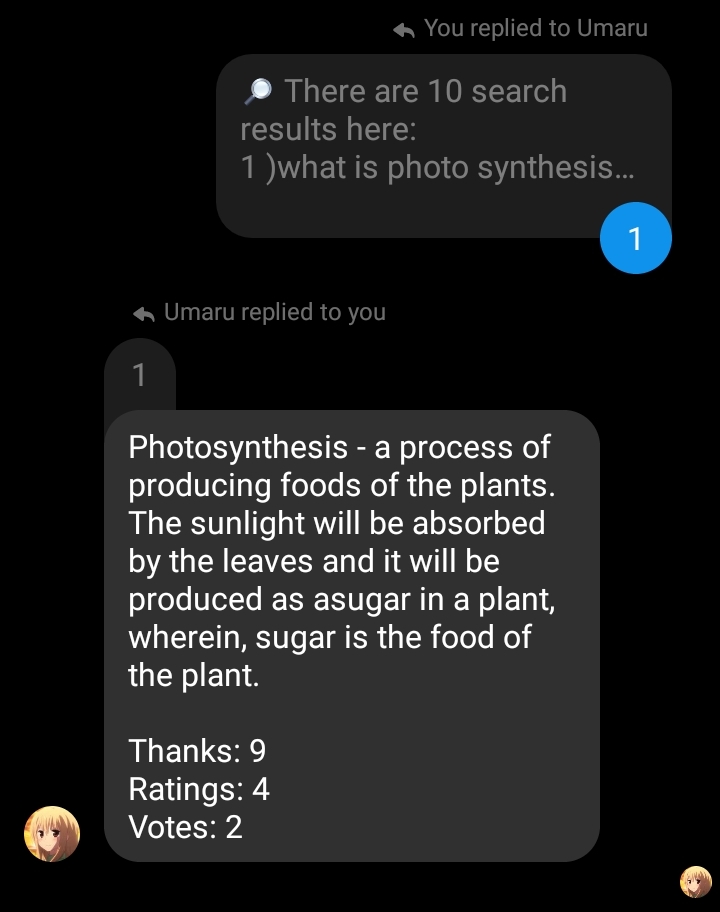 You replied to Umaru
🔎 There are 10 search
results here:
1 )what is photo synthesis...
1
Umaru replied to you
1
Photosynthesis - a process of
producing foods of the plants.
The sunlight will be absorbed
by the leaves and it will be
produced as asugar in a plant,
wherein, sugar is the food of
the plant.
Thanks: 9
Ratings: 4
Votes: 2